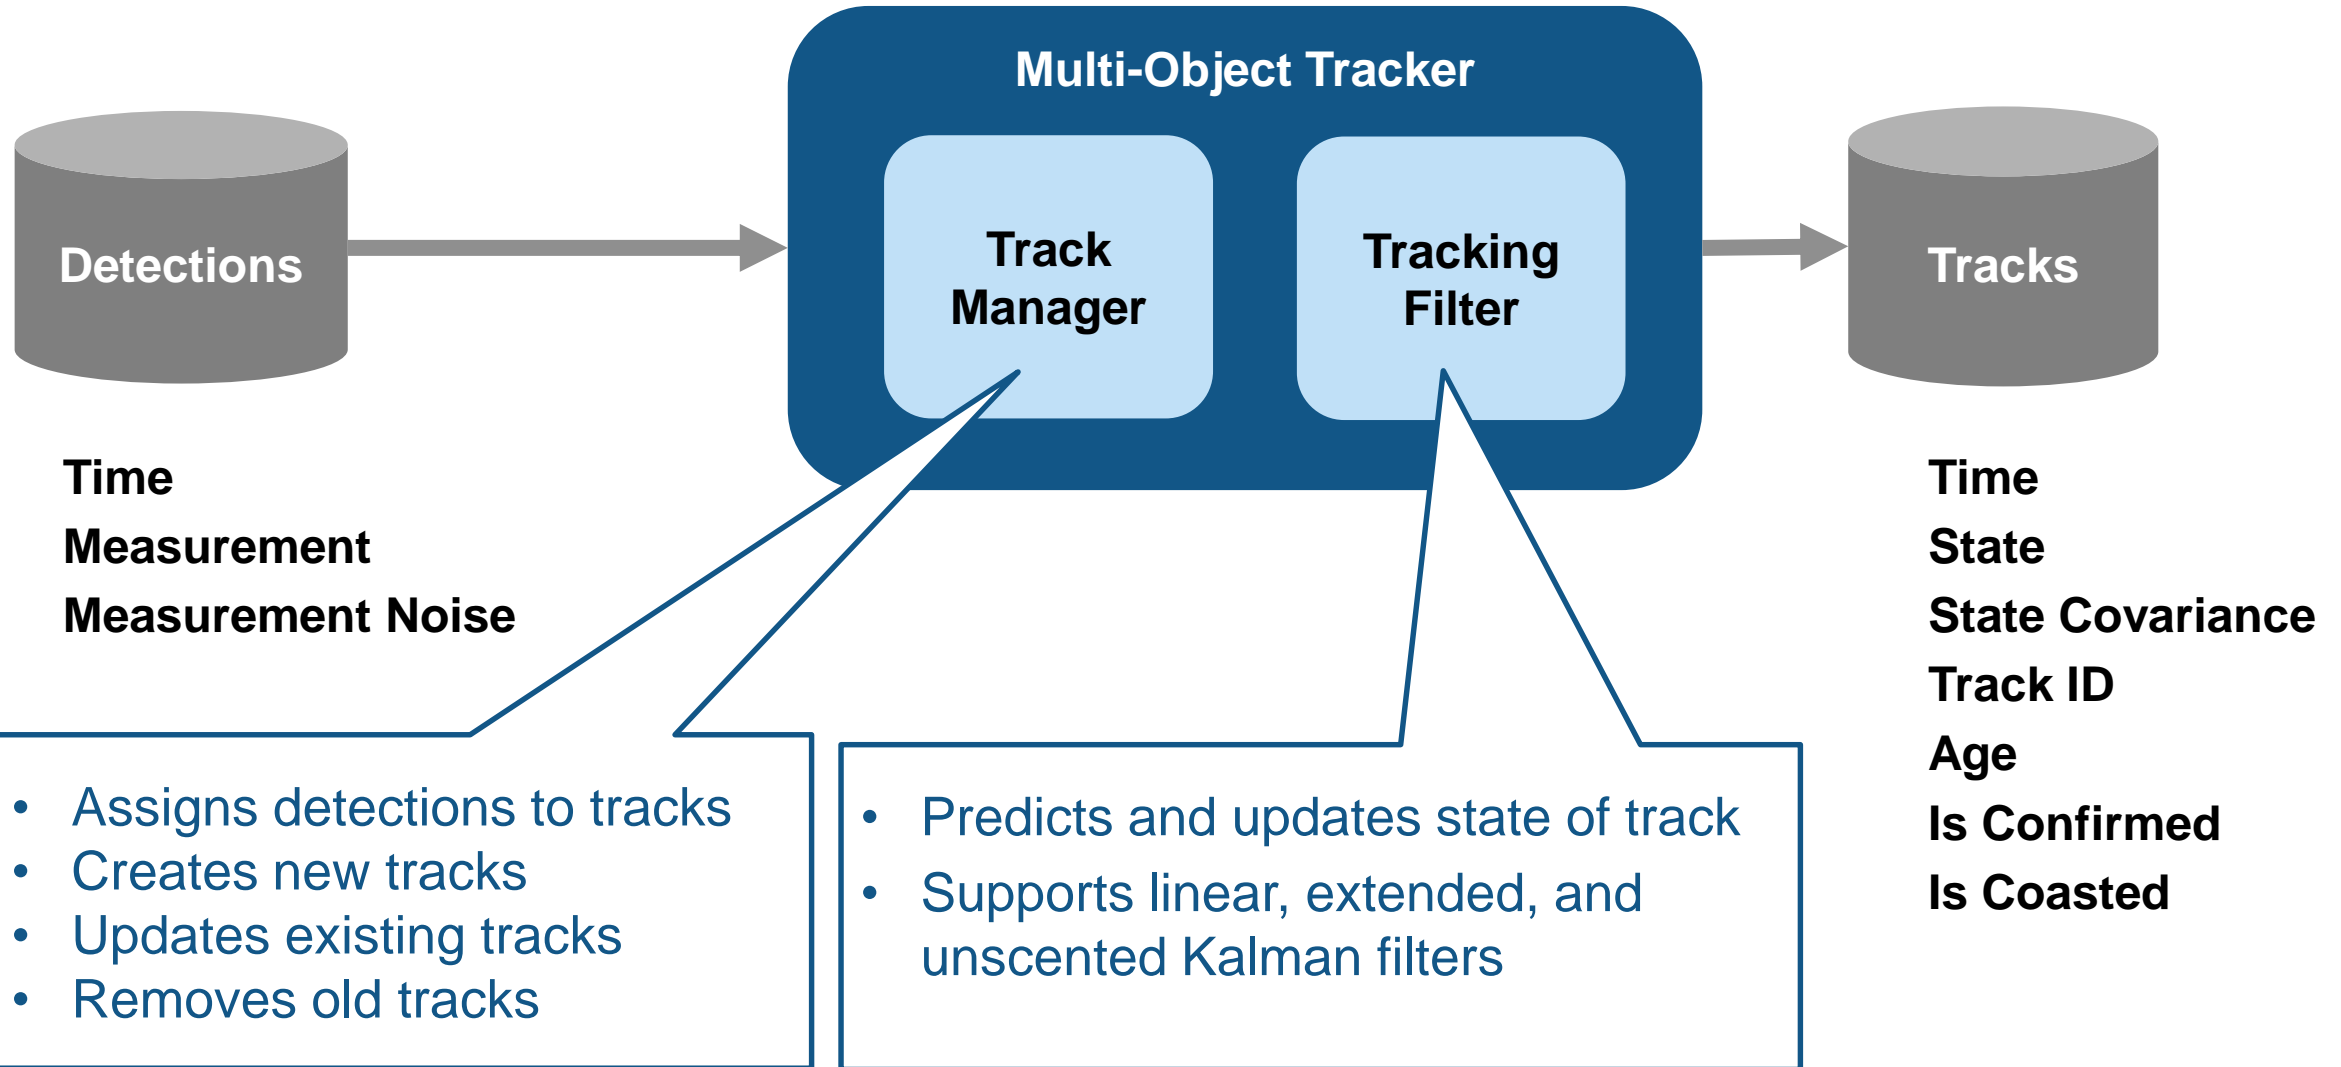 Multi-Object Tracker
Detections
Track
Manager
Tracking
Filter
Tracks
Time
Measurement
Measurement Noise
Time
State
State Covariance
Track ID
Age
Is Confirmed
Is Coasted
• Assigns detections to tracks
• Creates new tracks
• Updates existing tracks
• Removes old tracks
• Predicts and updates state of track
• Supports linear, extended, and
unscented Kalman filters